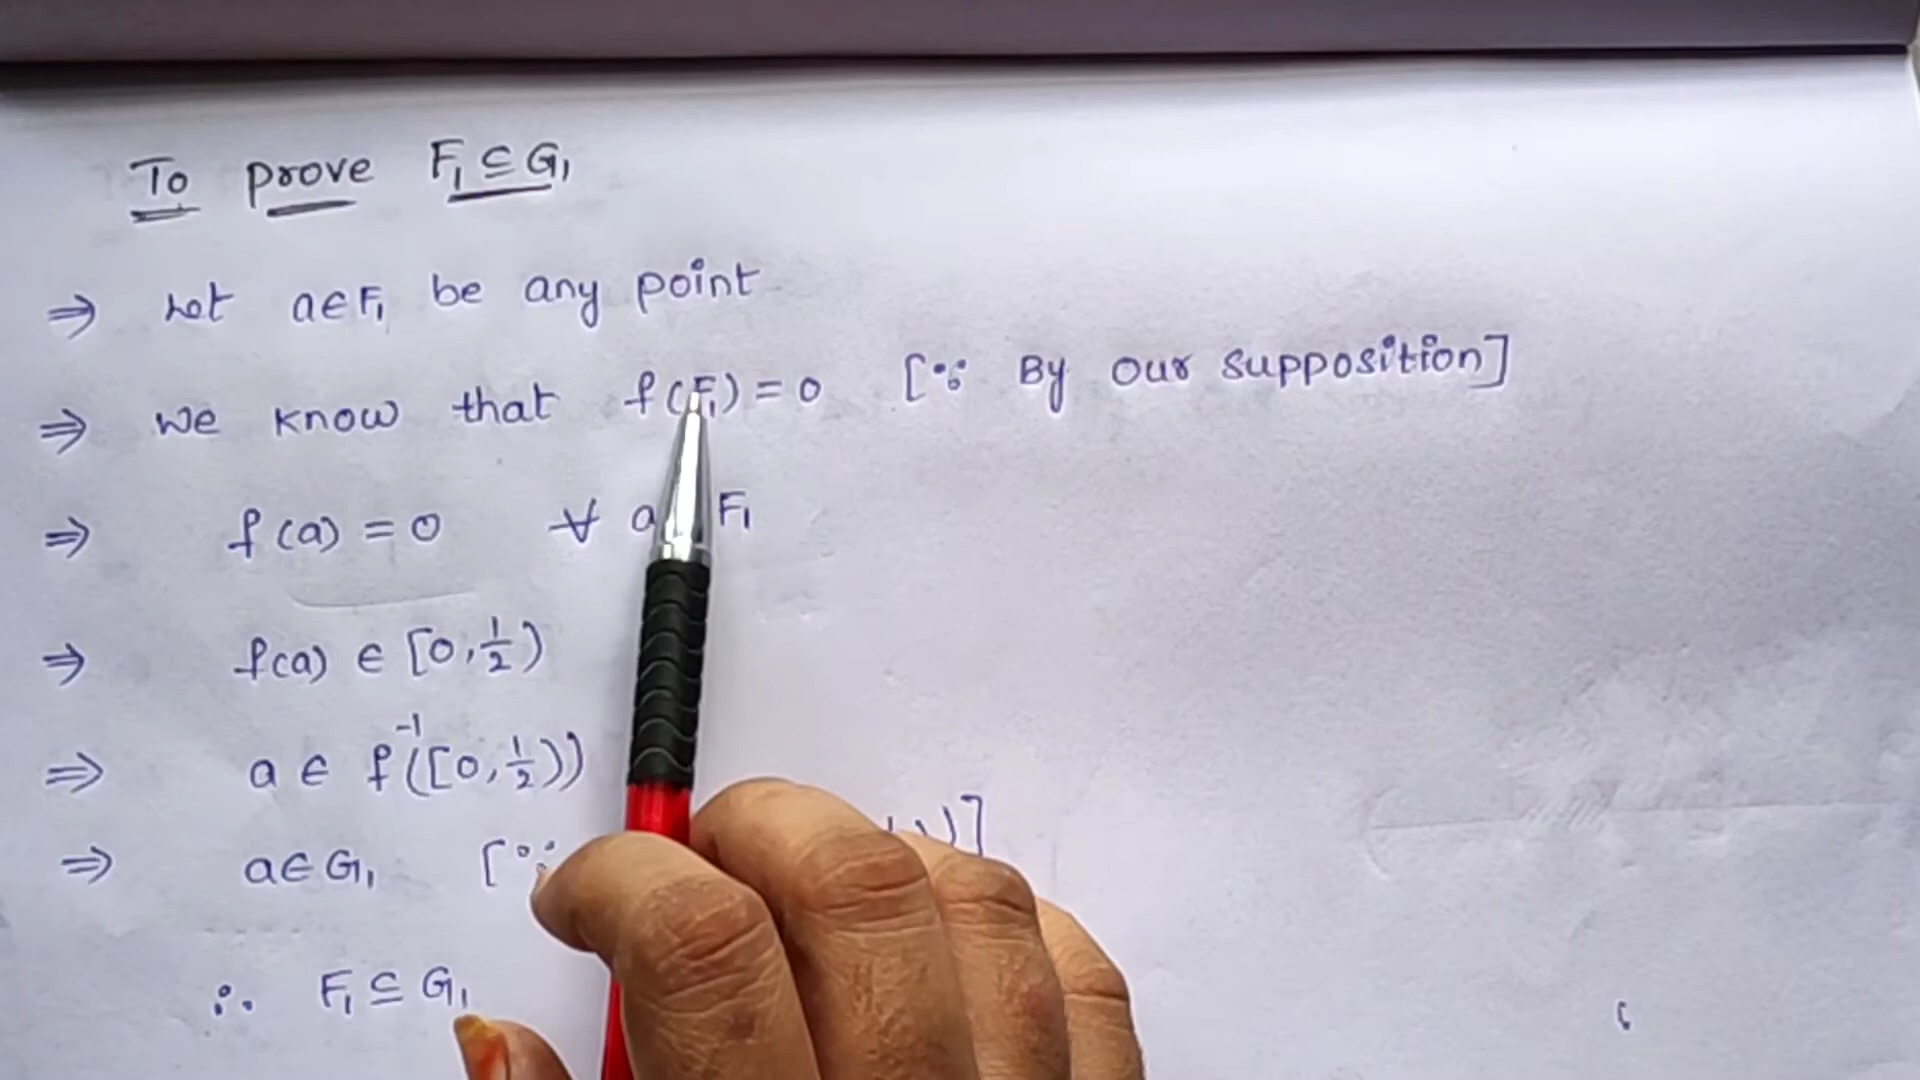 To prove F₁ ⊆ G₁
⇒ Let a∈F₁ be any point
⇒ We know that f(F₁) = 0 [∵ By our supposition]
⇒ f(a) = 0 ∀ a F₁
⇒ f(a) ∈ [0, 1/2)
⇒ a ∈ f⁻¹([0, 1/2))
⇒ a∈G₁ [∵ ))]
∴ F₁ ⊆ G₁